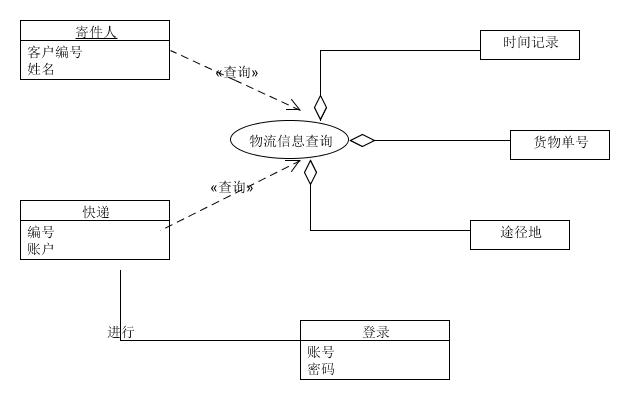 寄件人
客户编号
姓名
«查询»
时间记录
物流信息查询
货物单号
«查询»
快递
编号
账户
途径地
进行
登录
账号
密码